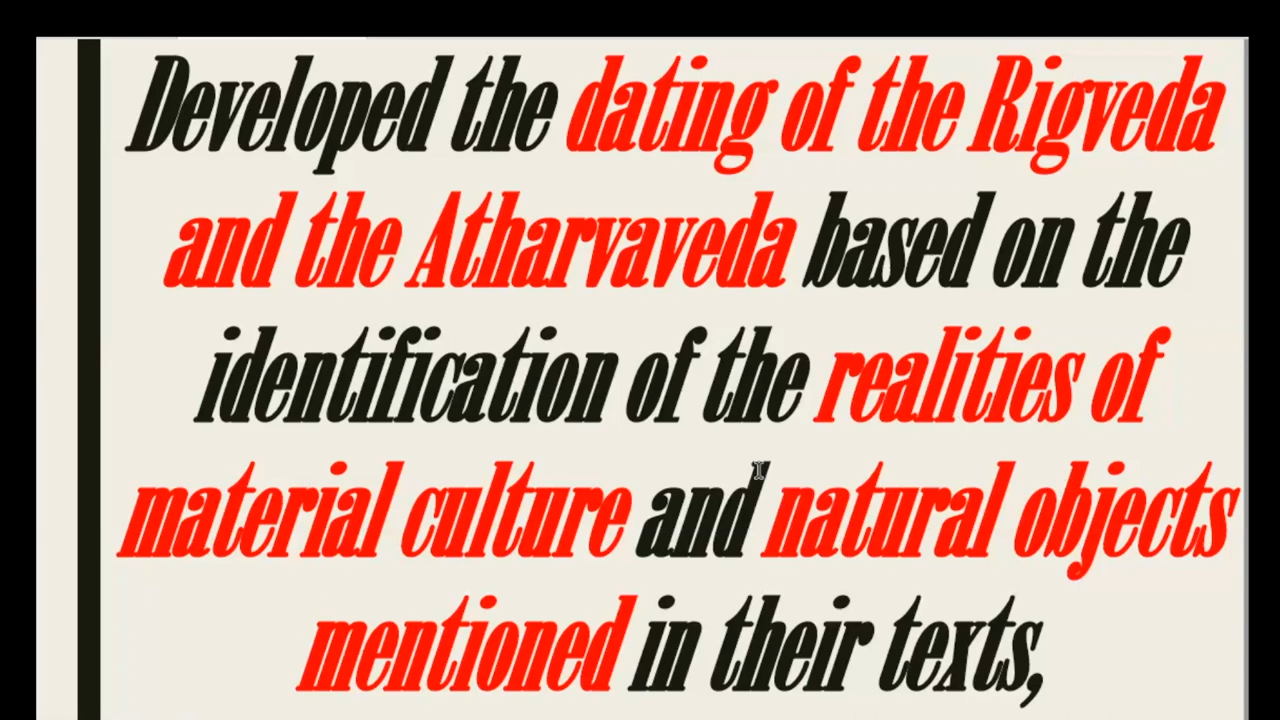 Developed the dating of the Rigveda
and the Atharvaveda based on the
identification of the realities of
material culture and natural objects
mentioned in their texts,